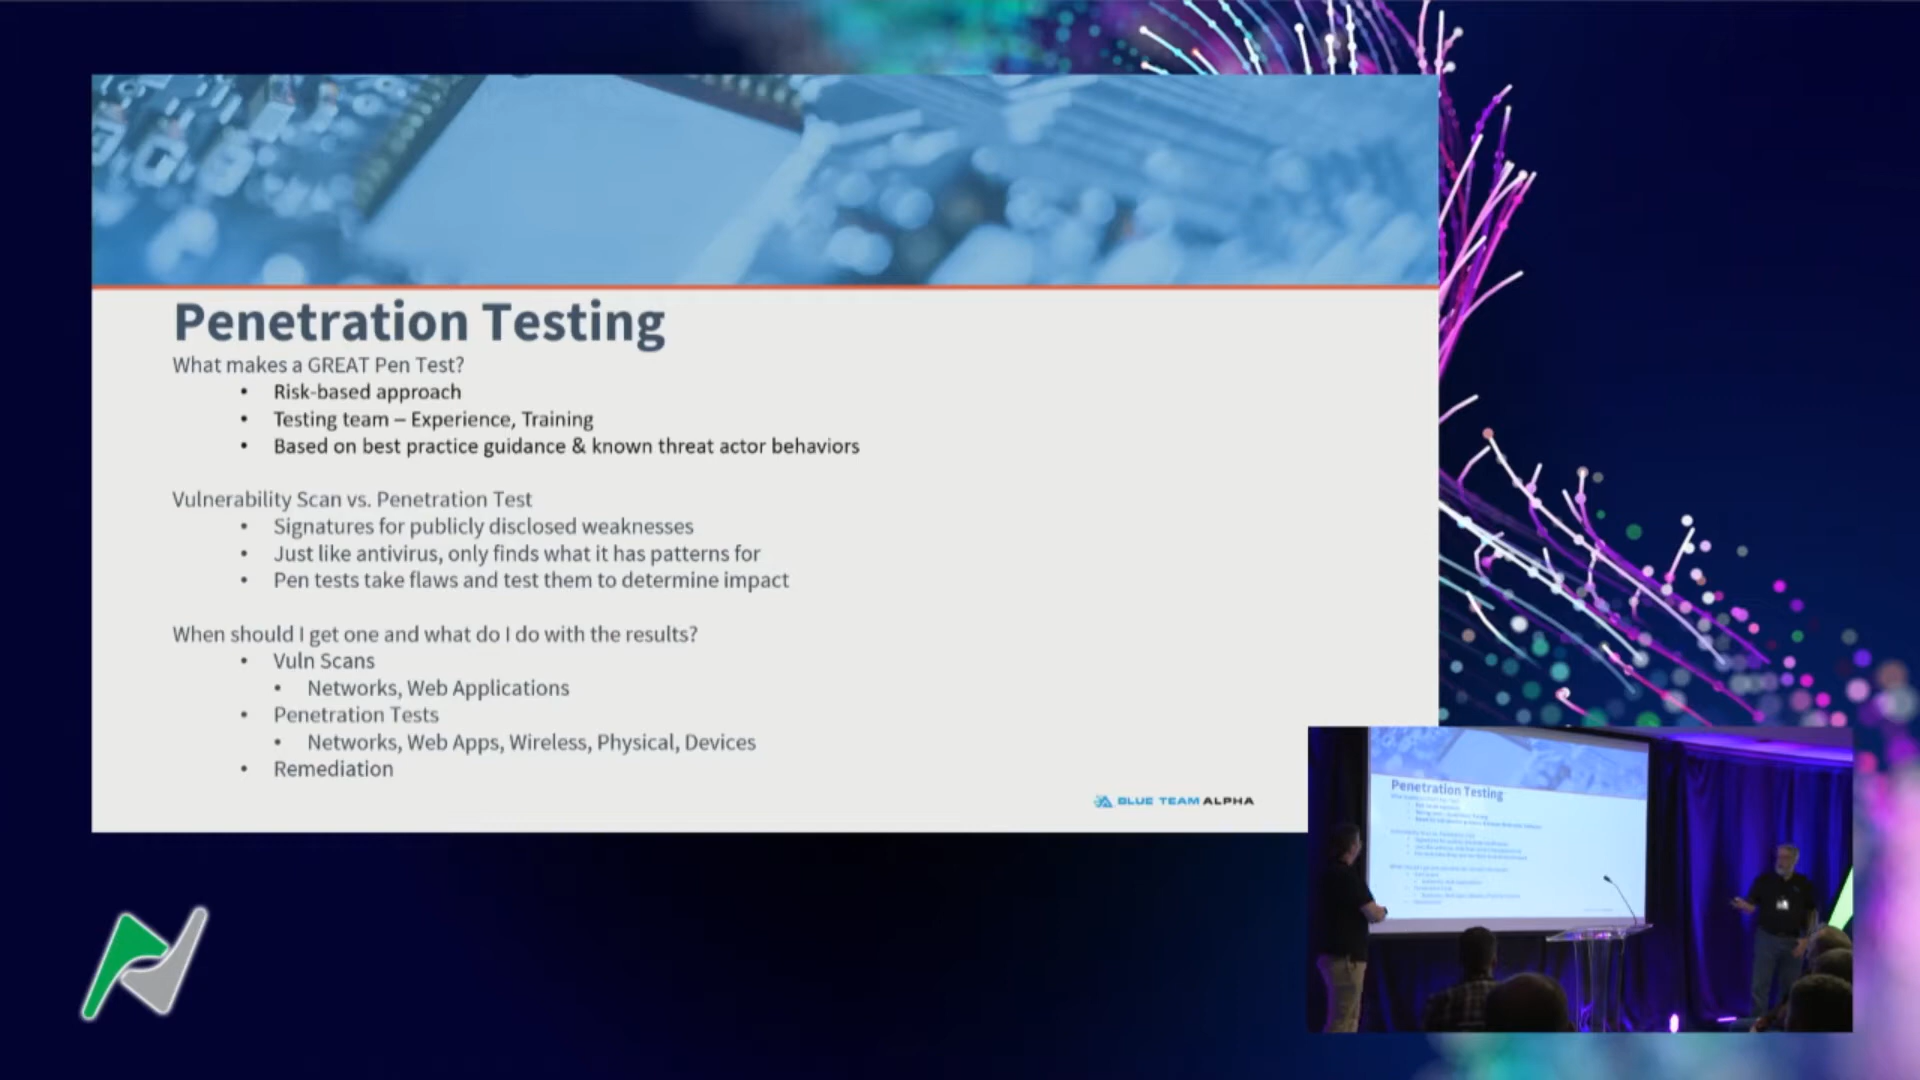 Penetration Testing
What makes a GREAT Pen Test?
• Risk-based approach
• Testing team – Experience, Training
• Based on best practice guidance & known threat actor behaviors
Vulnerability Scan vs. Penetration Test
• Signatures for publicly disclosed weaknesses
• Just like antivirus, only finds what it has patterns for
• Pen tests take flaws and test them to determine impact
When should I get one and what do I do with the results?
• Vuln Scans
• Networks, Web Applications
• Penetration Tests
• Networks, Web Apps, Wireless, Physical, Devices
• Remediation
BLUE TEAM ALPHA
Penetration Testing